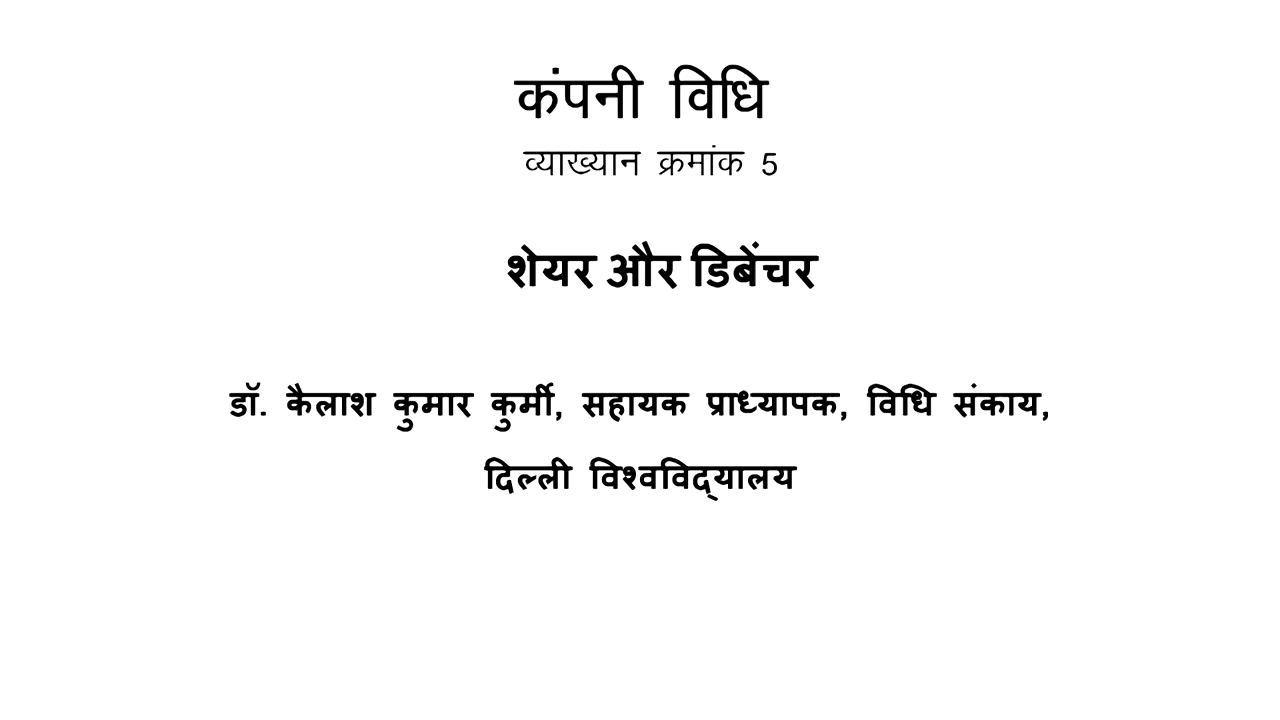 कंपनी विधि
व्याख्यान क्रमांक 5
शेयर और डिबेंचर
डॉ. कैलाश कुमार कुर्मी, सहायक प्राध्यापक, विधि संकाय,
दिल्ली विश्वविद्यालय